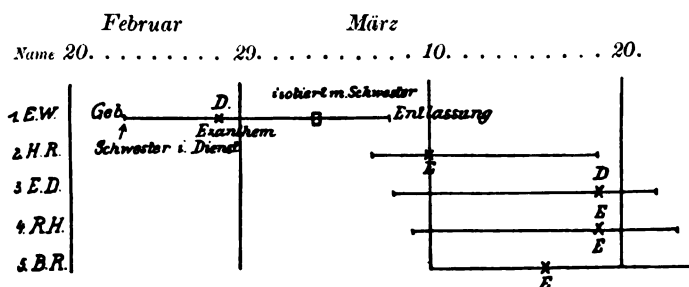 Februar März
Name 20. . . . . . . . . 29. . . . . . . . . . 10. . . . . . . . . . 20.
isoliert m. Schwester
D.
1. E.W. Geb. Entlassung
Exanthem
Schwester i. Dienst
2. H.R.
E
3. E.D. D
E
4. R.H.
E
5. B.R.
E